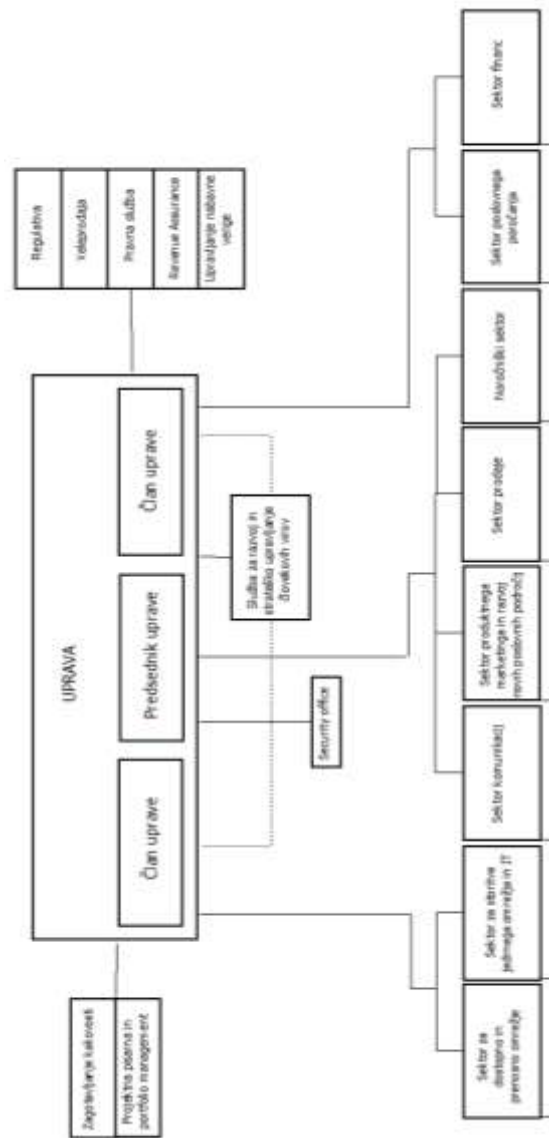 UPRAVA
Član uprave
Predsednik uprave
Član uprave
Zagotavljanje kakovosti
Projektna pisarna in
portfolio management
Regulativa
Veleprodaja
Pravna služba
Revenue Assurance
Upravljanje nabavne
verige
Služba za razvoj in
strateško upravljanje
človekovih virov
Security office
Sektor za
dostopno in
prenosno omrežje
Sektor za storitve
jedrnega omrežja in IT
Sektor komunikacij
Sektor produktnega
marketinga in razvoj
novih poslovnih področij
Sektor prodaje
Naročniški sektor
Sektor poslovnega
poročanja
Sektor financ